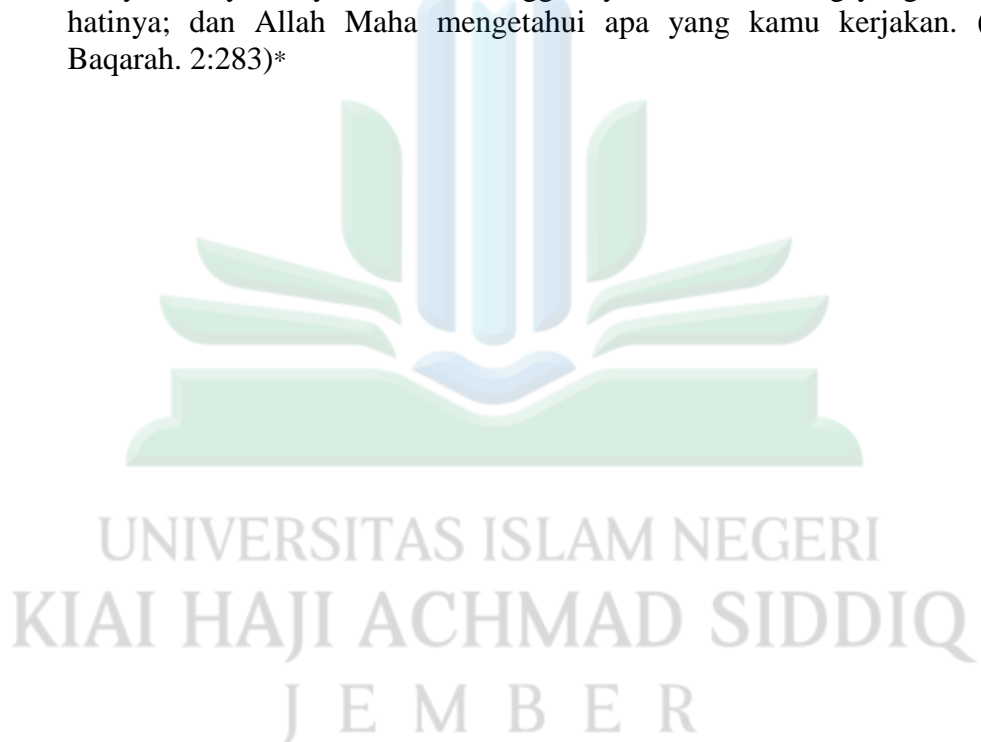 hatinya; dan Allah Maha mengetahui apa yang kamu kerjakan. (
Baqarah. 2:283)*
UNIVERSITAS ISLAM NEGERI
KIAI HAJI ACHMAD SIDDIQ
JEMBER